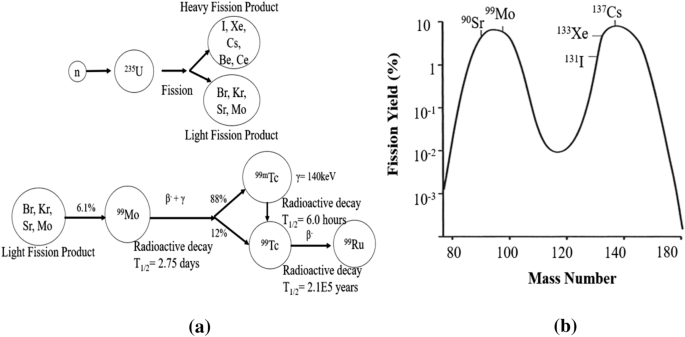 Heavy Fission Product
I, Xe,
Cs,
Be, Ce
n
²³⁵U
Fission
Br, Kr,
Sr, Mo
Light Fission Product
Br, Kr,
Sr, Mo
Light Fission Product
6.1%
⁹⁹Mo
β⁻ + γ
Radioactive decay
T₁/₂= 2.75 days
88%
12%
⁹⁹ᵐTc
γ= 140keV
Radioactive decay
T₁/₂= 6.0 hours
⁹⁹Tc
β⁻
⁹⁹Ru
Radioactive decay
T₁/₂= 2.1E5 years
(a)
⁹⁰Sr
⁹⁹Mo
¹³⁷Cs
¹³³Xe
¹³¹I
Fission Yield (%)
10
1
10⁻¹
10⁻²
10⁻³
80 100 120 140 160 180
Mass Number
(b)